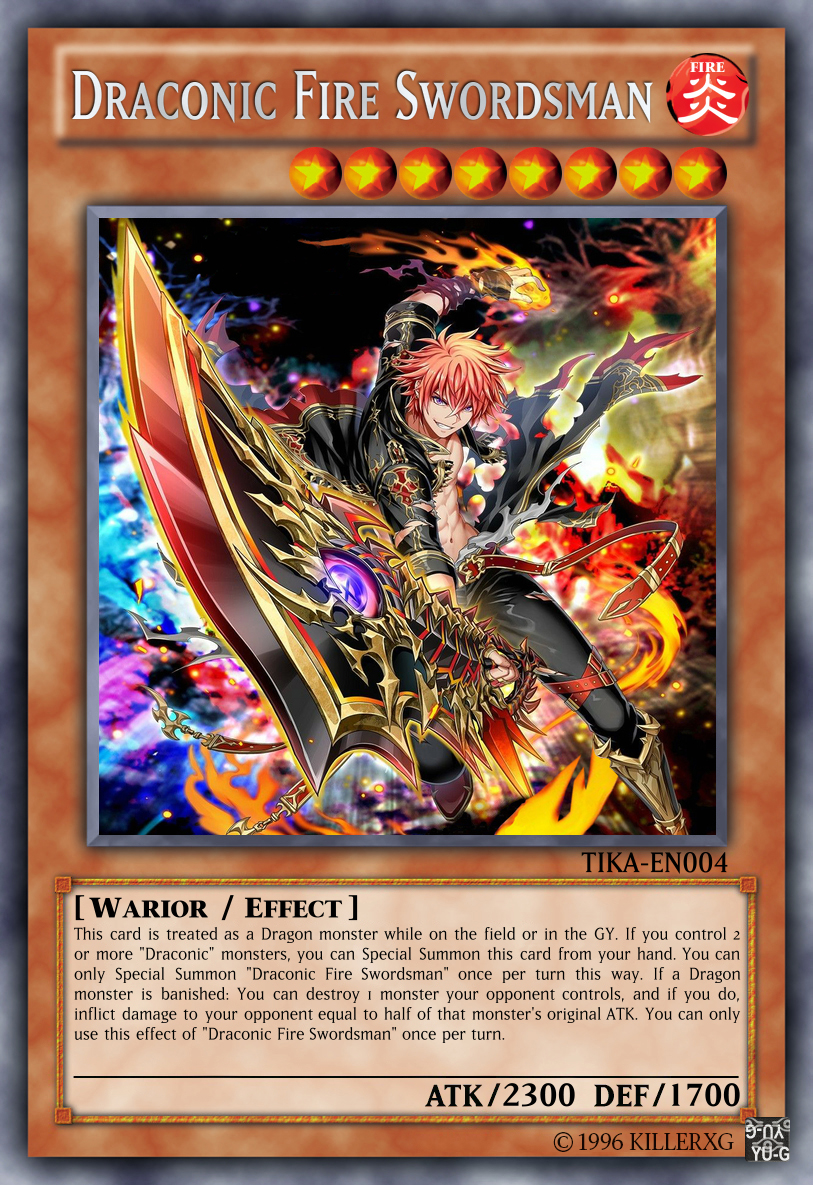 DRACONIC FIRE SWORDSMAN
FIRE
炎
TIKA-EN004
[ WARIOR / EFFECT ]
This card is treated as a Dragon monster while on the field or in the GY. If you control 2
or more "Draconic" monsters, you can Special Summon this card from your hand. You can
only Special Summon "Draconic Fire Swordsman" once per turn this way. If a Dragon
monster is banished: You can destroy 1 monster your opponent controls, and if you do,
inflict damage to your opponent equal to half of that monster's original ATK. You can only
use this effect of "Draconic Fire Swordsman" once per turn.
ATK/2300 DEF/1700
© 1996 KILLERXG
YU-G
YU-G